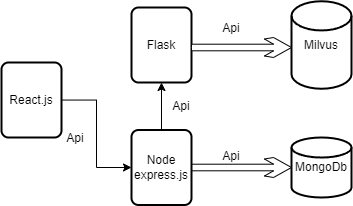 Api
Flask
Milvus
React.js
Api
Api
Node
express.js
Api
MongoDb